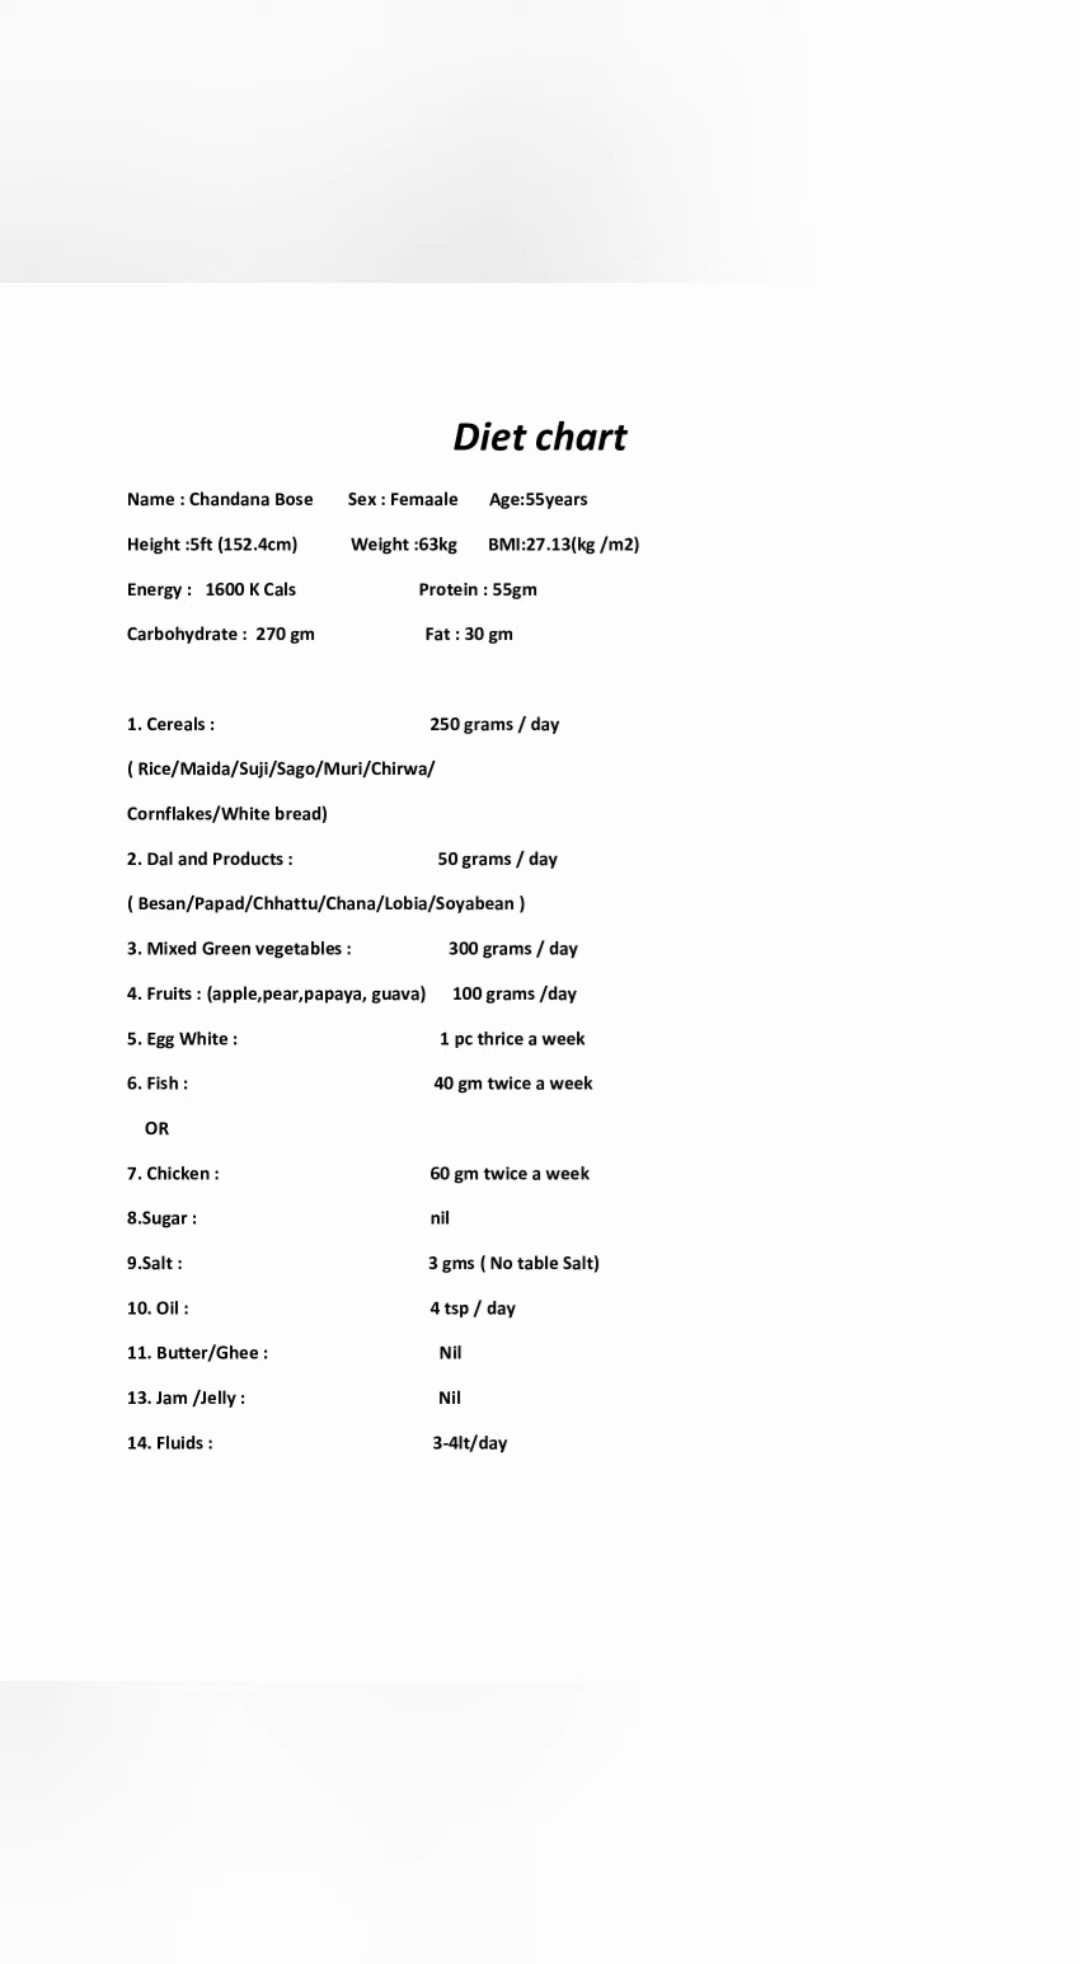 Diet chart
Name : Chandana Bose Sex : Femaale Age:55years
Height :5ft (152.4cm) Weight :63kg BMI:27.13(kg /m2)
Energy : 1600 K Cals Protein : 55gm
Carbohydrate : 270 gm Fat : 30 gm
1. Cereals : 250 grams / day
( Rice/Maida/Suji/Sago/Muri/Chirwa/
Cornflakes/White bread)
2. Dal and Products : 50 grams / day
( Besan/Papad/Chhattu/Chana/Lobia/Soyabean )
3. Mixed Green vegetables : 300 grams / day
4. Fruits : (apple,pear,papaya, guava) 100 grams /day
5. Egg White : 1 pc thrice a week
6. Fish : 40 gm twice a week
OR
7. Chicken : 60 gm twice a week
8.Sugar : nil
9.Salt : 3 gms ( No table Salt)
10. Oil : 4 tsp / day
11. Butter/Ghee : Nil
13. Jam /Jelly : Nil
14. Fluids : 3-4lt/day